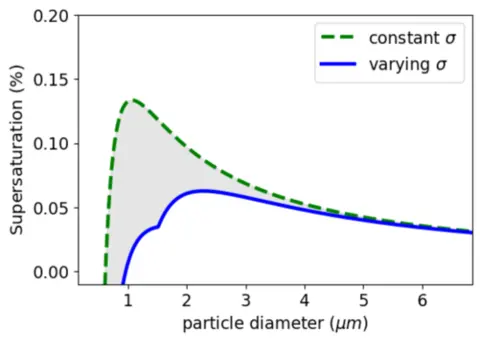 0.20
constant σ
varying σ
0.15
0.10
0.05
0.00
Supersaturation (%)
1 2 3 4 5 6
particle diameter (μm)